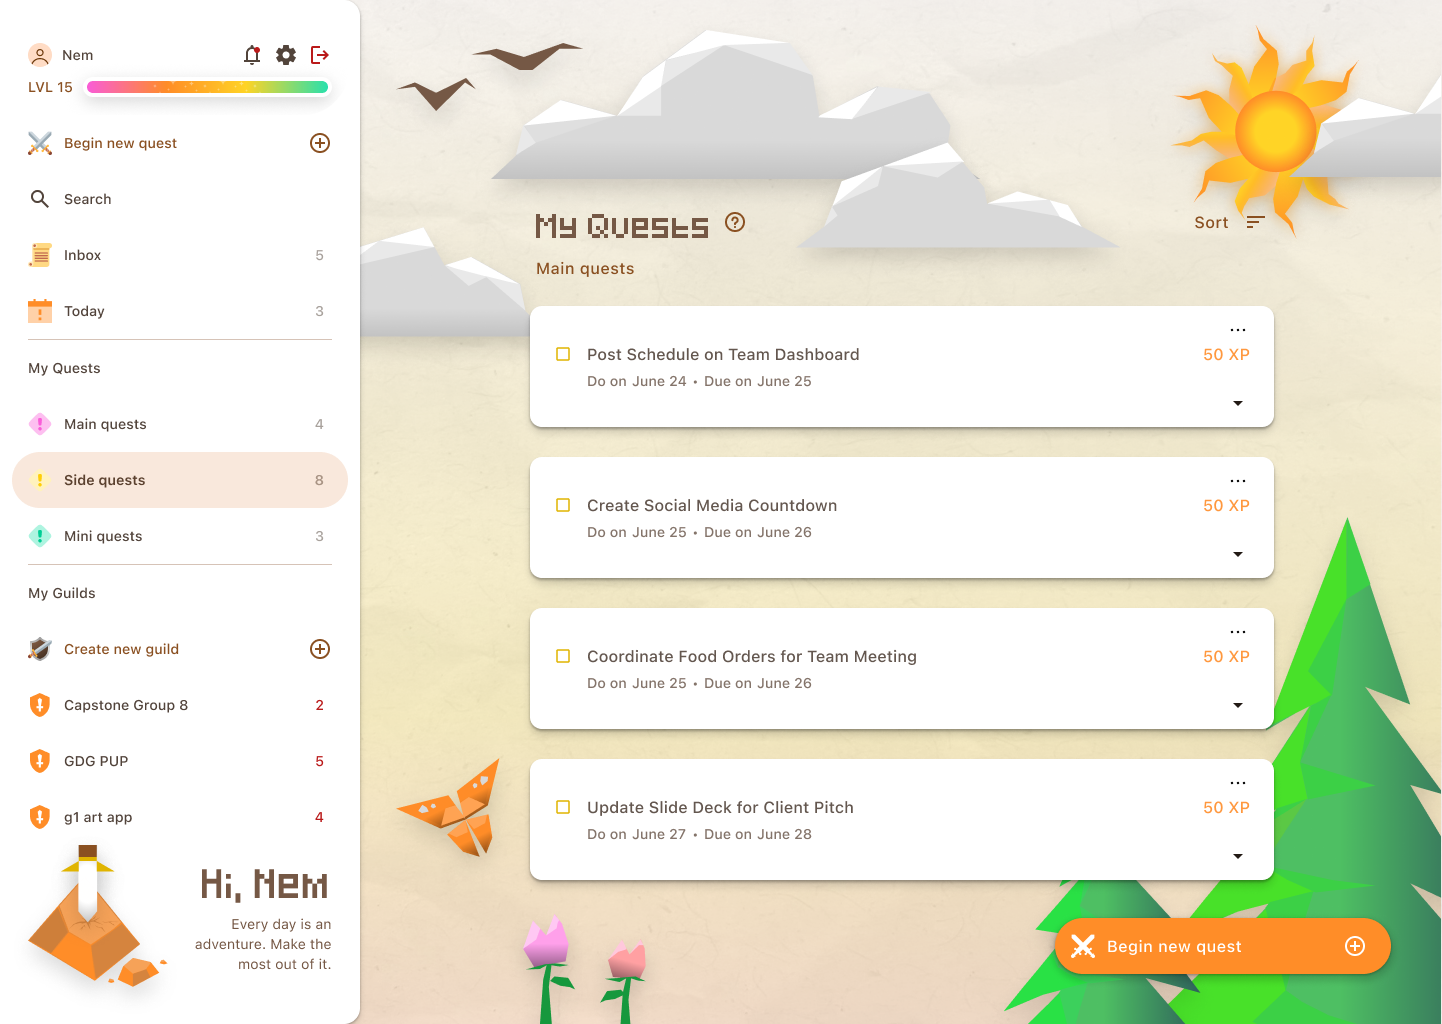 Nem
LVL 15
Begin new quest
Search
Inbox 5
Today 3
My Quests
Main quests 4
Side quests 8
Mini quests 3
My Guilds
Create new guild
Capstone Group 8 2
GDG PUP 5
g1 art app 4
Hi, Nem
Every day is an
adventure. Make the
most out of it.
My Quests
Sort
Main quests
Post Schedule on Team Dashboard 50 XP
Do on June 24 • Due on June 25
Create Social Media Countdown 50 XP
Do on June 25 • Due on June 26
Coordinate Food Orders for Team Meeting 50 XP
Do on June 25 • Due on June 26
Update Slide Deck for Client Pitch 50 XP
Do on June 27 • Due on June 28
Begin new quest